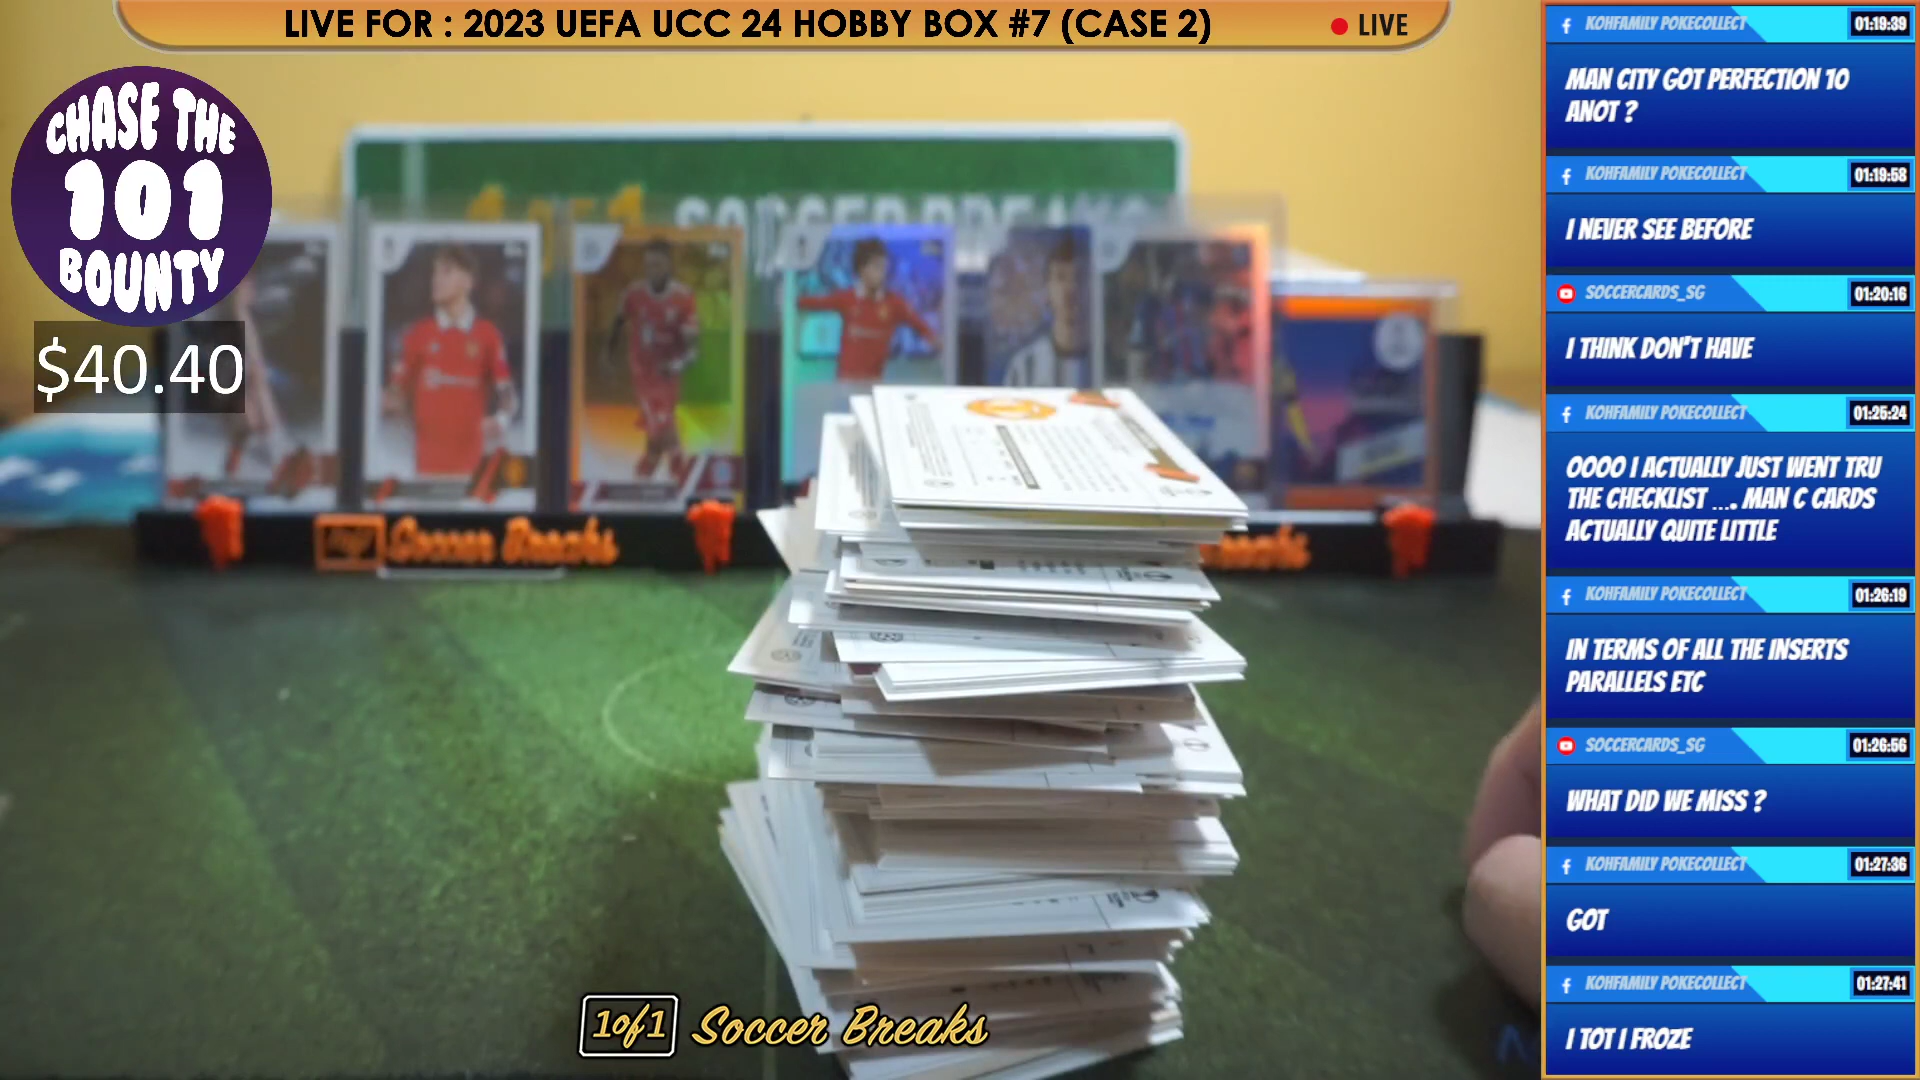 LIVE FOR : 2023 UEFA UCC 24 HOBBY BOX #7 (CASE 2)
LIVE
CHASE THE
101
BOUNTY
$40.40
1 of 1 SOCCER BREAKS
Soccer Breaks
1of1 Soccer Breaks
KOHFAMILY POKECOLLECT 01:19:39
MAN CITY GOT PERFECTION 10
ANOT ?
KOHFAMILY POKECOLLECT 01:19:58
I NEVER SEE BEFORE
SOCCERCARDS_SG 01:20:16
I THINK DON'T HAVE
KOHFAMILY POKECOLLECT 01:25:24
OOOO I ACTUALLY JUST WENT TRU
THE CHECKLIST .... MAN C CARDS
ACTUALLY QUITE LITTLE
KOHFAMILY POKECOLLECT 01:26:19
IN TERMS OF ALL THE INSERTS
PARALLELS ETC
SOCCERCARDS_SG 01:26:56
WHAT DID WE MISS ?
KOHFAMILY POKECOLLECT 01:27:36
GOT
KOHFAMILY POKECOLLECT 01:27:41
I TOT I FROZE